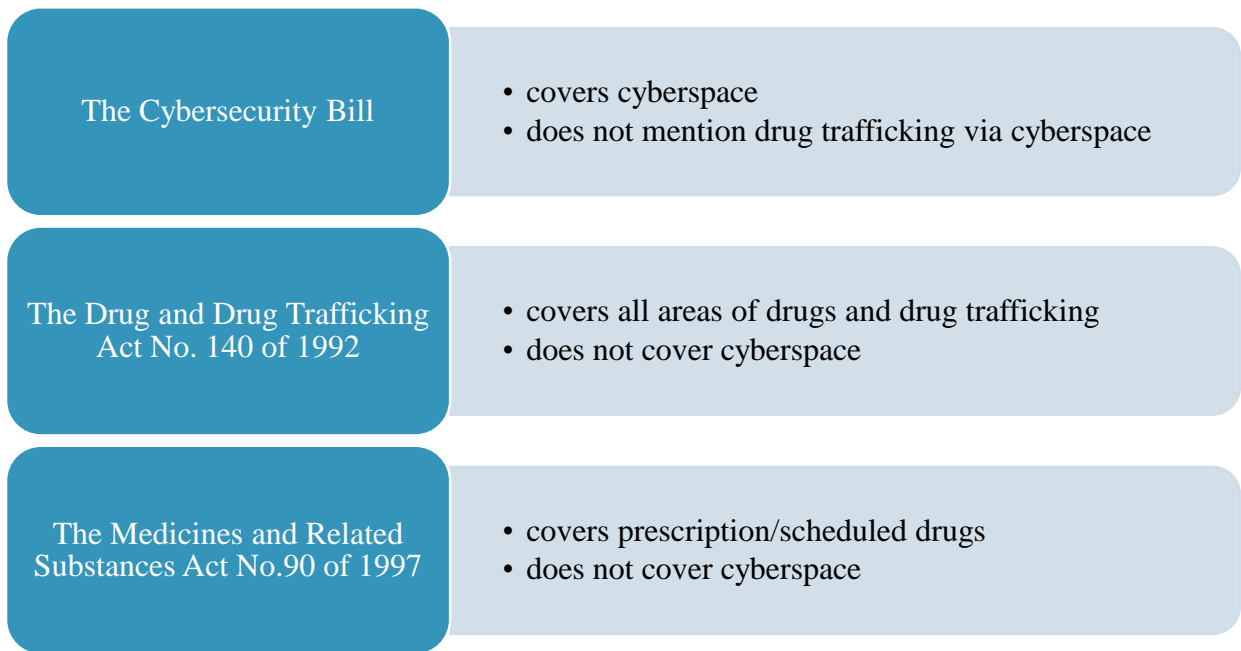 The Cybersecurity Bill
• covers cyberspace
• does not mention drug trafficking via cyberspace
The Drug and Drug Trafficking
Act No. 140 of 1992
• covers all areas of drugs and drug trafficking
• does not cover cyberspace
The Medicines and Related
Substances Act No.90 of 1997
• covers prescription/scheduled drugs
• does not cover cyberspace